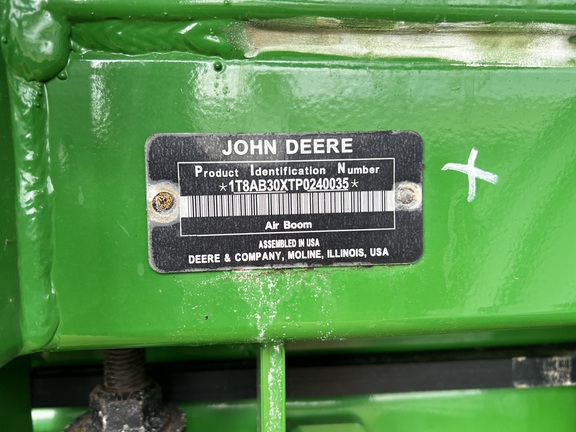 JOHN DEERE
Product Identification Number
*1T8AB30XTP0240035*
Air Boom
ASSEMBLED IN USA
DEERE & COMPANY, MOLINE, ILLINOIS, USA